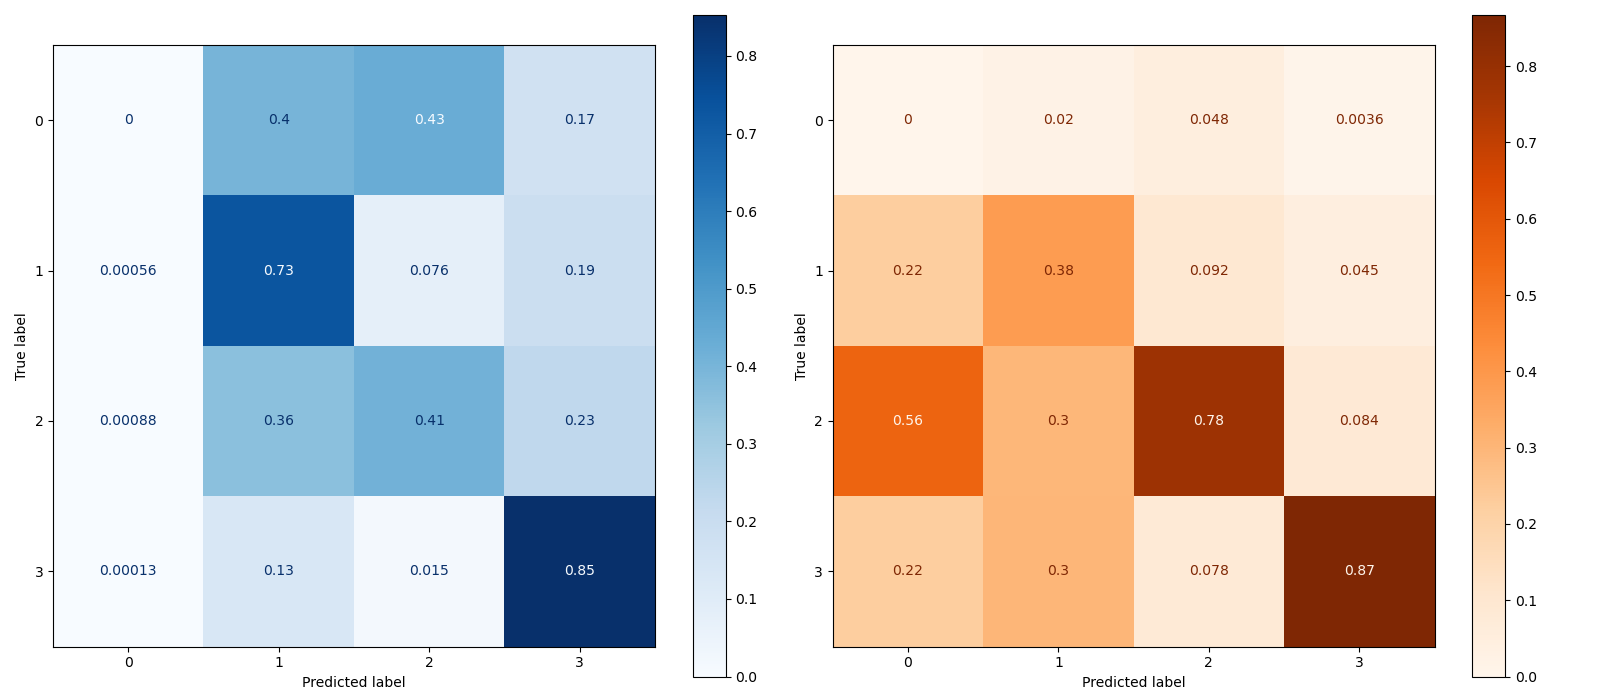 0 0.4 0.43 0.17
1 0.00056 0.73 0.076 0.19
2 0.00088 0.36 0.41 0.23
3 0.00013 0.13 0.015 0.85
0
0 1 2 3
True label
Predicted label
0.8
0.7
0.6
0.5
0.4
0.3
0.2
0.1
0.0
0 0 0.02 0.048 0.0036
1 0.22 0.38 0.092 0.045
2 0.56 0.3 0.78 0.084
3 0.22 0.3 0.078 0.87
0 1 2 3
True label
Predicted label
0.8
0.7
0.6
0.5
0.4
0.3
0.2
0.1
0.0